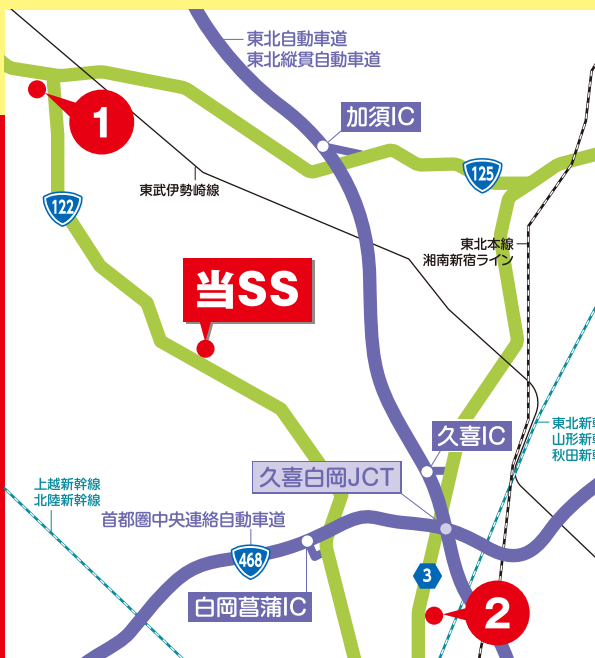 東北自動車道
東北縦貫自動車道
1
加須IC
125
東武伊勢崎線
122
東北本線
湘南新宿ライン
当SS
久喜IC
東北新
山形新
秋田新
久喜白岡JCT
上越新幹線
北陸新幹線
首都圏中央連絡自動車道
468
3
白岡菖蒲IC
2